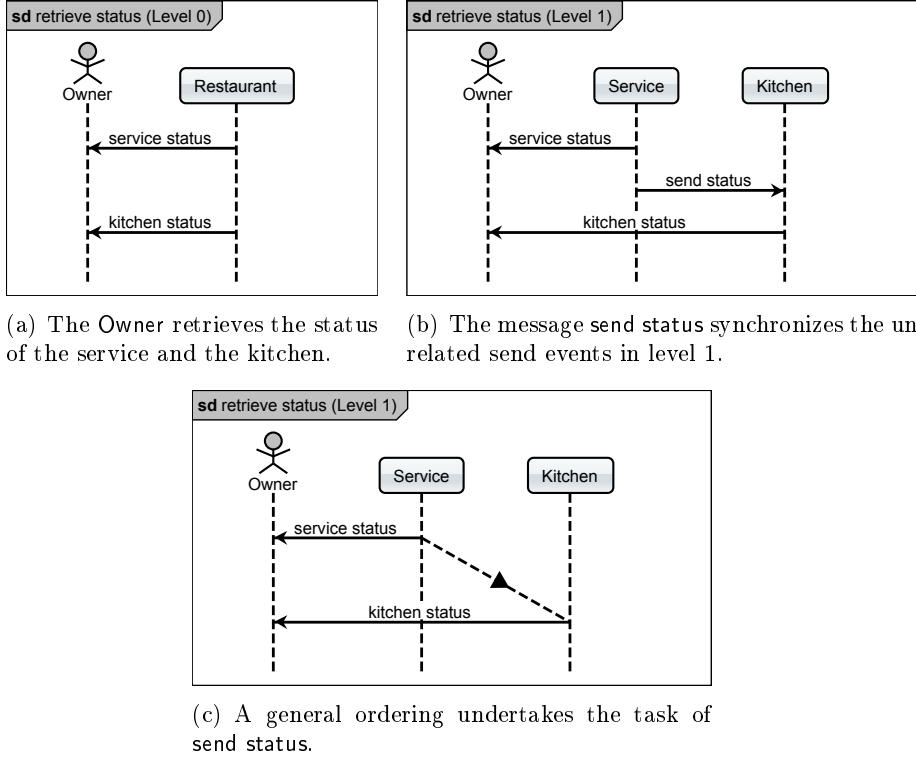 sd retrieve status (Level 0)
Owner
Restaurant
service status
kitchen status
(a) The Owner retrieves the status
of the service and the kitchen.
sd retrieve status (Level 1)
Owner
Service
Kitchen
service status
send status
kitchen status
(b) The message send status synchronizes the un
related send events in level 1.
sd retrieve status (Level 1)
Owner
Service
Kitchen
service status
kitchen status
(c) A general ordering undertakes the task of
send status.